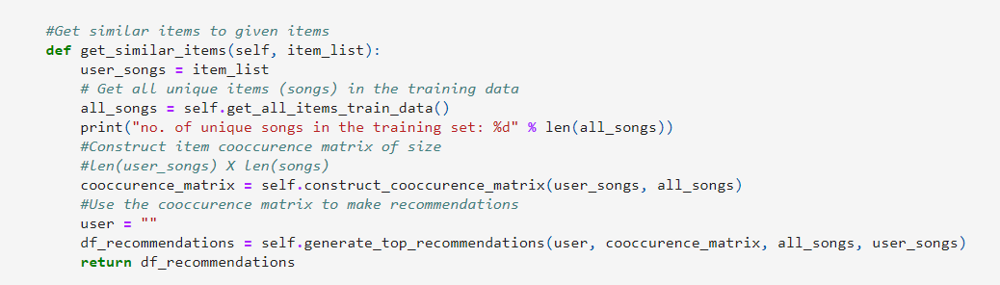 #Get similar items to given items
def get_similar_items(self, item_list):
    user_songs = item_list
    # Get all unique items (songs) in the training data
    all_songs = self.get_all_items_train_data()
    print("no. of unique songs in the training set: %d" % len(all_songs))
    #Construct item cooccurence matrix of size
    #len(user_songs) X len(songs)
    cooccurence_matrix = self.construct_cooccurence_matrix(user_songs, all_songs)
    #Use the cooccurence matrix to make recommendations
    user = ""
    df_recommendations = self.generate_top_recommendations(user, cooccurence_matrix, all_songs, user_songs)
    return df_recommendations